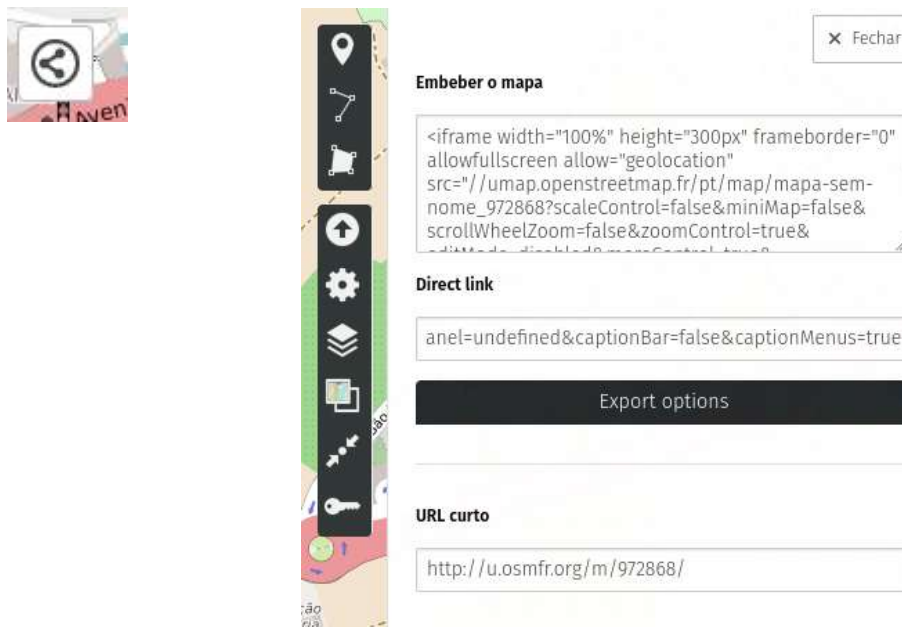 Aven
✕ Fechar
Embeber o mapa
<iframe width="100%" height="300px" frameborder="0"
allowfullscreen allow="geolocation"
src="//umap.openstreetmap.fr/pt/map/mapa-sem-
nome_972868?scaleControl=false&miniMap=false&
scrollWheelZoom=false&zoomControl=true&
Direct link
anel=undefined&captionBar=false&captionMenus=true
Export options
URL curto
http://u.osmfr.org/m/972868/
ção